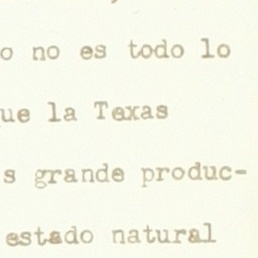 o no es todo lo
ue la Texas
s grande produc-
estado natural